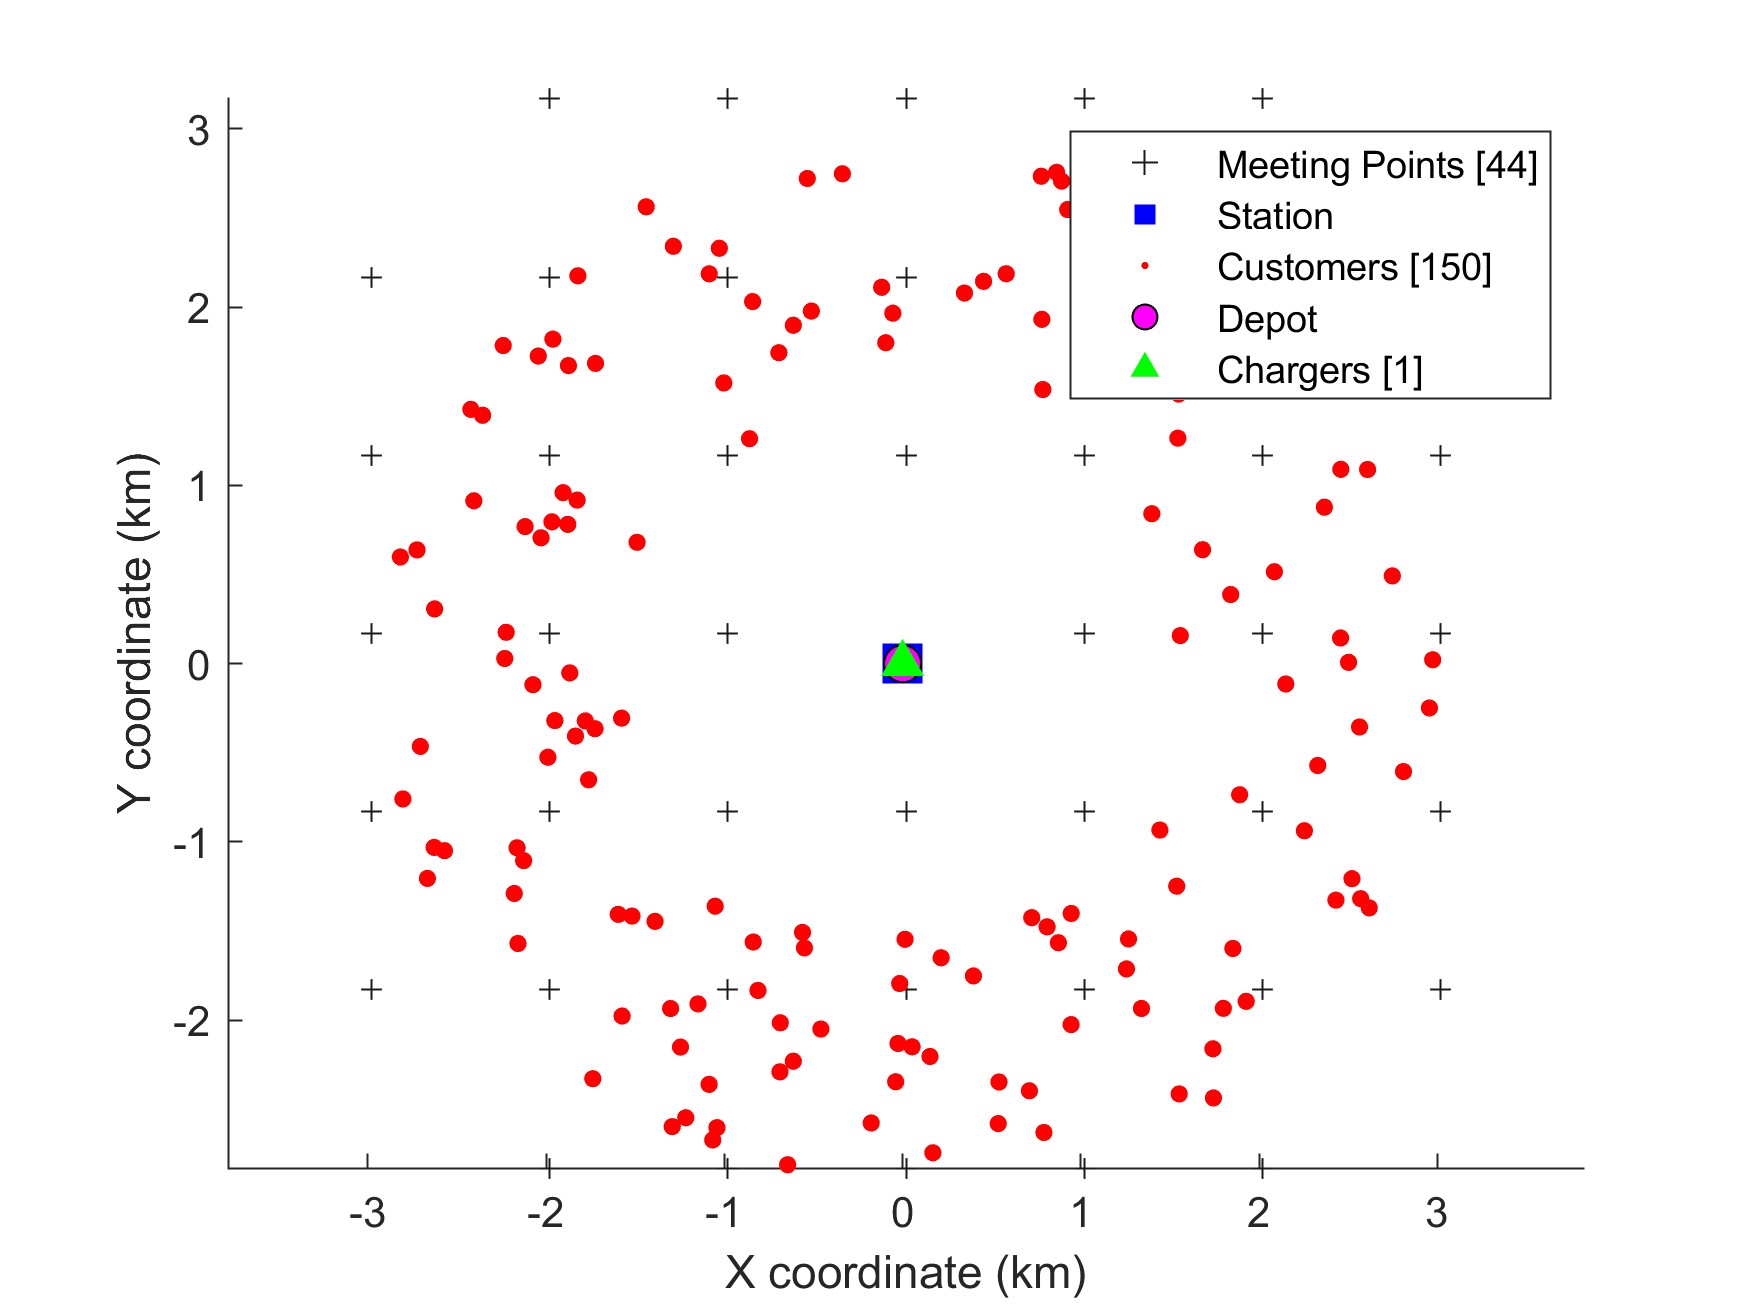 3
2
1
0
-1
-2
Y coordinate (km)
-3 -2 -1 0 1 2 3
X coordinate (km)
Meeting Points [44]
Station
Customers [150]
Depot
Chargers [1]